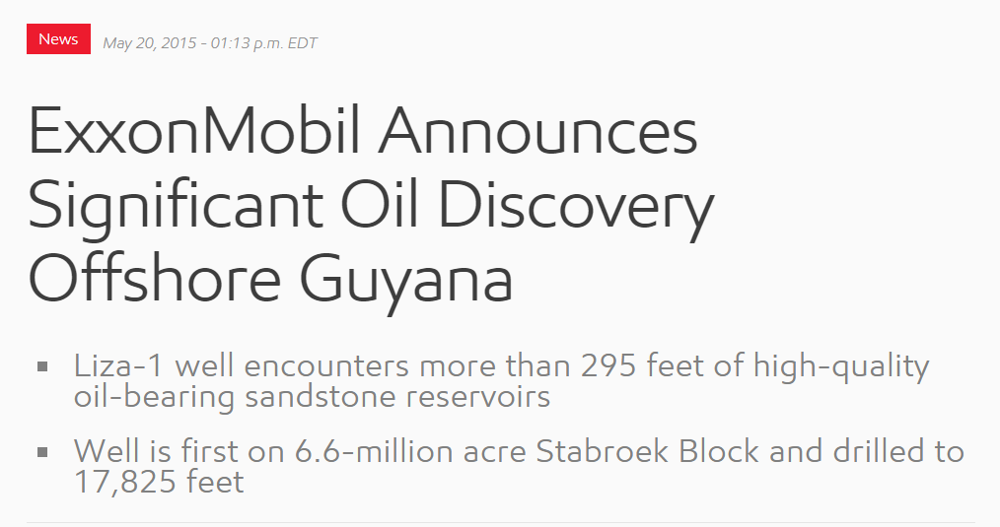 News May 20, 2015 - 01:13 p.m. EDT
ExxonMobil Announces
Significant Oil Discovery
Offshore Guyana
▪ Liza-1 well encounters more than 295 feet of high-quality
oil-bearing sandstone reservoirs
▪ Well is first on 6.6-million acre Stabroek Block and drilled to
17,825 feet